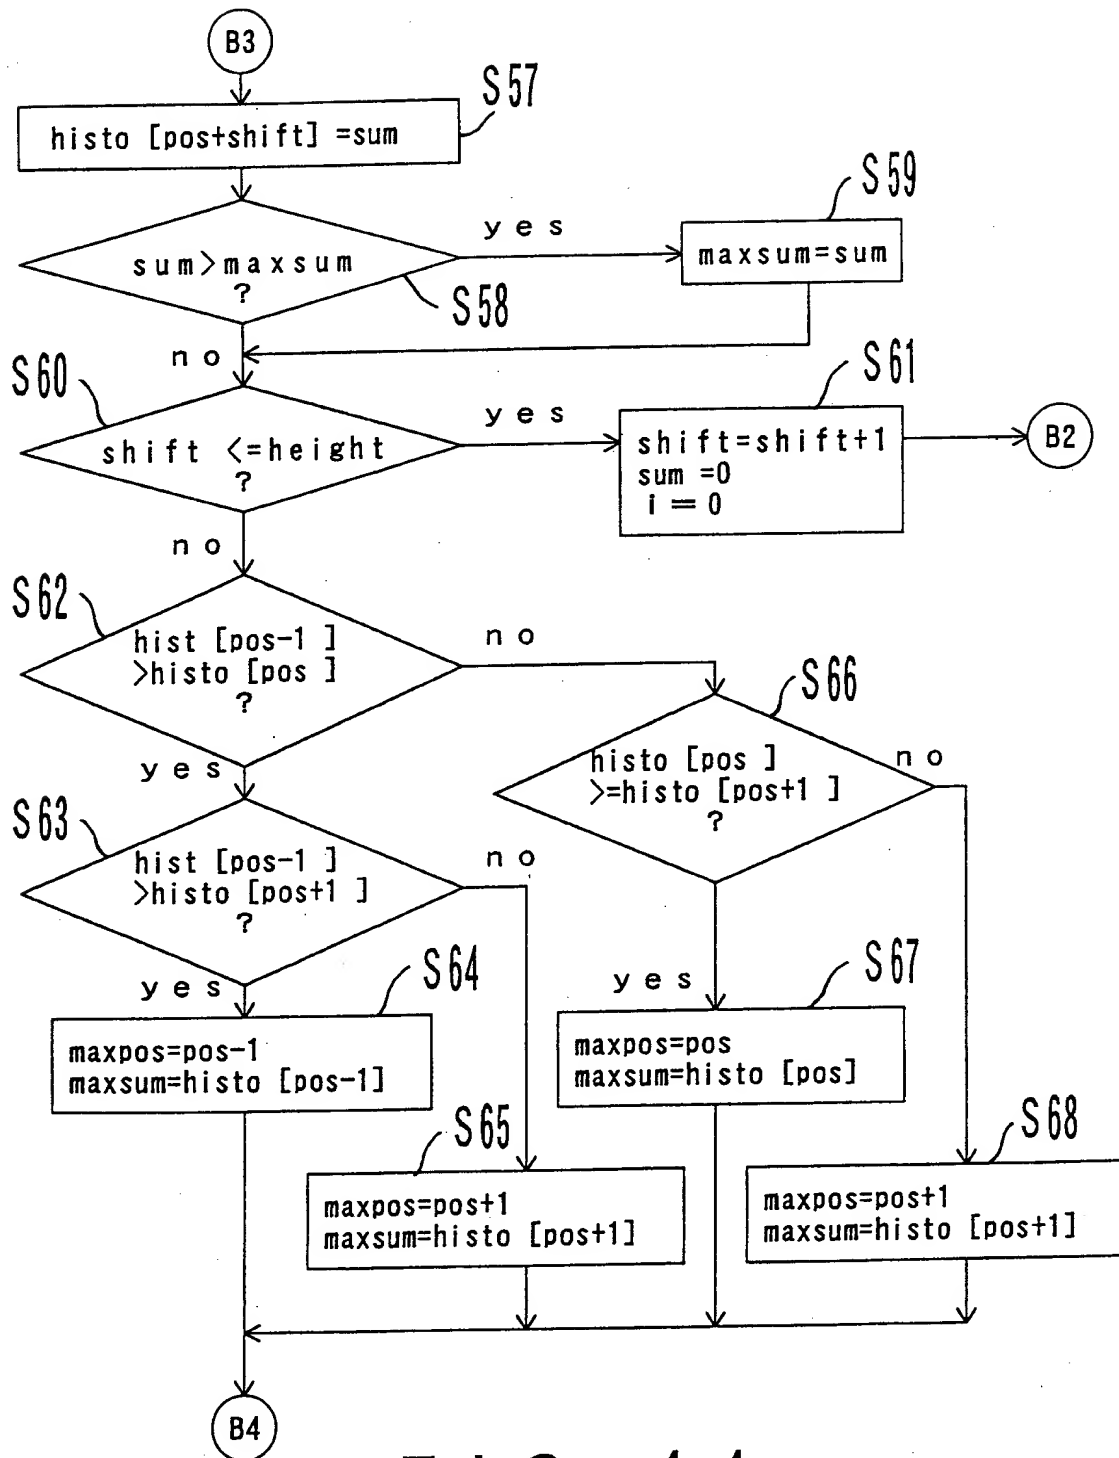 B3
S57
histo [pos+shift] =sum
S59
yes
maxsum=sum
sum>maxsum
?
S58
no
S60
S61
yes
shift <=height
?
shift=shift+1
sum =0
i = 0
B2
no
S62
hist [pos-1 ]
>histo [pos ]
?
no
S66
yes
histo [pos ]
>=histo [pos+1 ]
?
no
S63
hist [pos-1 ]
>histo [pos+1 ]
?
no
yes
S64
yes
S67
maxpos=pos-1
maxsum=histo [pos-1]
maxpos=pos
maxsum=histo [pos]
S65
S68
maxpos=pos+1
maxsum=histo [pos+1]
maxpos=pos+1
maxsum=histo [pos+1]
B4